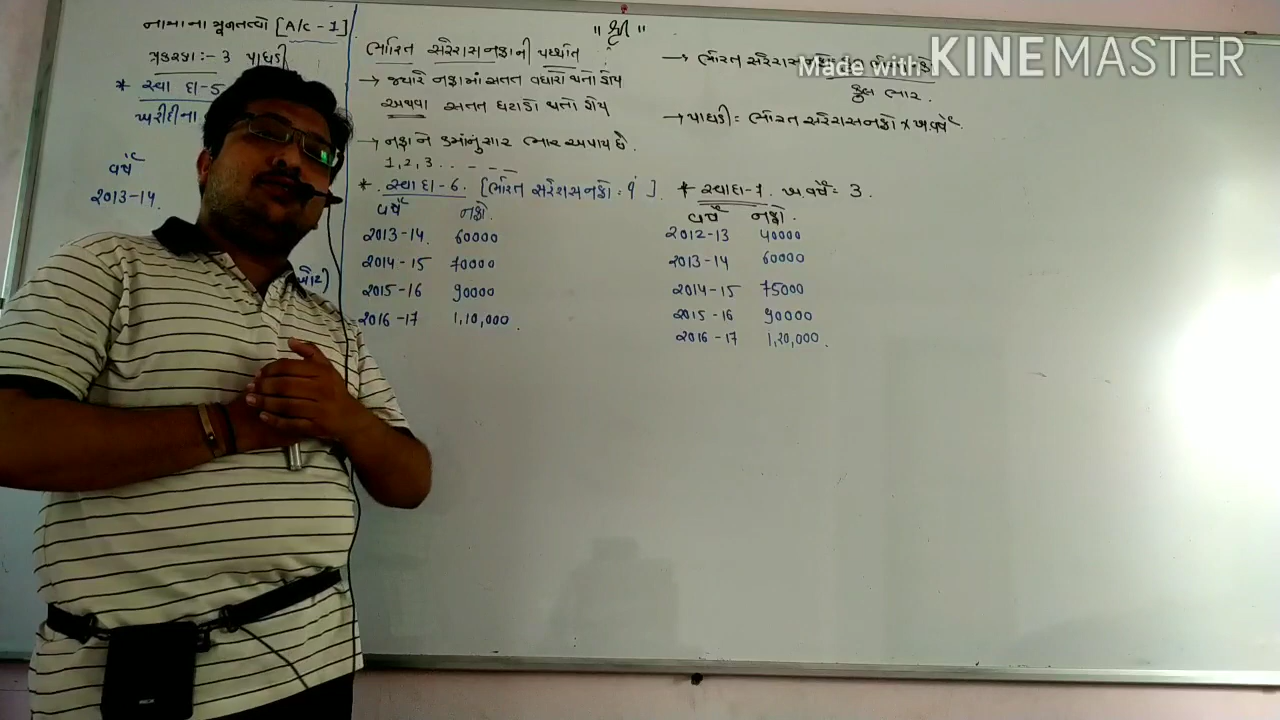 નામાના મૂળતત્વો [A/c - 1]
પ્રકરણ :- ૩ પાઘડી
* સ્વા દા - 5
ખરીદીના
વર્ષ
2013-14.
" શ્રી "
ભારિત સરેરાસ નફાની પધ્ધતિ :
→ જ્યારે નફામાં સતત વધારો થતો હોય
અથવા સતત ઘટાડો થતો હોય
→ નફાને ક્રમાનુસાર ભાર અપાય છે.
1, 2, 3 . . - - -
* સ્વા દા - 6. [ભારિત સરેરાસ નફો : ?].
વર્ષ નફો.
2013-14. 60000
2014-15 70000
2015-16 90000
2016-17 1,10,000.
→ ભારિત સરેરાસ
કુલ ભાર.
→ પાઘડી = ભારિત સરેરાસ નફો × ખ.વર્ષ.
* સ્વા દા - 7. ખ.વર્ષ = 3.
વર્ષ નફો.
2012-13 40000
2013-14 60000
2014-15 75000
2015-16 90000
2016-17 1,20,000.
Made with KINEMASTER